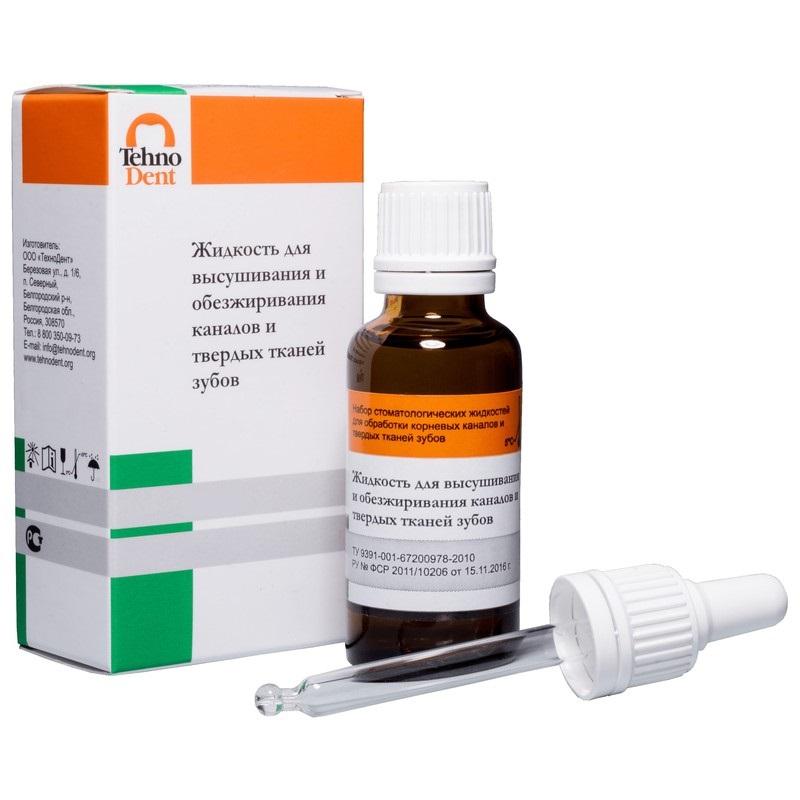 Tehno
Dent
Жидкость для
высушивания и
обезжиривания
каналов и
твердых тканей
зубов
Изготовитель:
ООО «ТехноДент»
Березовая ул., д. 1/6,
п. Северный,
Белгородский р-н,
Белгородская обл.,
Россия, 308570
Тел.: 8 800 350-09-73
E-mail: info@tehnodent.org
www.tehnodent.org
Набор стоматологических жидкостей
для обработки корневых каналов и
твердых тканей зубов
Жидкость для высушивания
и обезжиривания каналов и
твердых тканей зубов
ТУ 9391-001-67200978-2010
РУ № ФСР 2011/10206 от 15.11.2016 г.